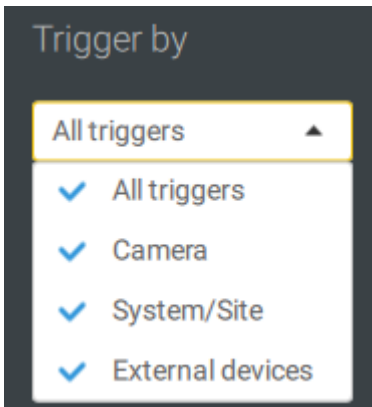 Trigger by
All triggers
All triggers
Camera
System/Site
External devices